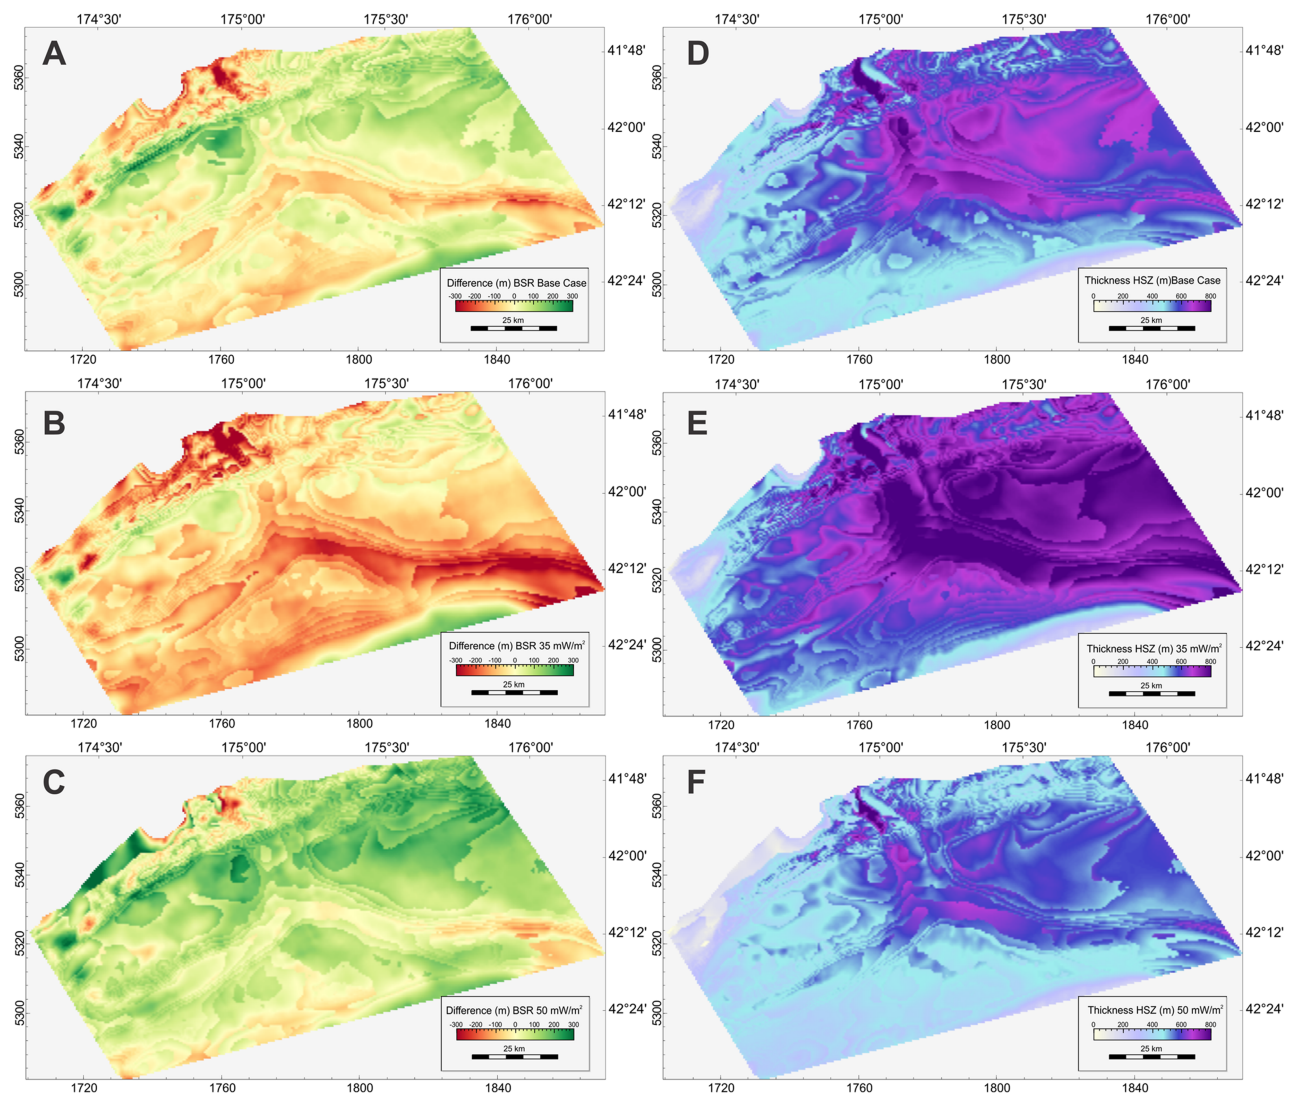 174°30' 175°00' 175°30' 176°00'
A
5360 5340 5320 5300
41°48' 42°00' 42°12' 42°24'
Difference (m) BSR Base Case
-300 -200 -100 0 100 200 300
25 km
1720 1760 1800 1840
174°30' 175°00' 175°30' 176°00'
D
5360 5340 5320 5300
41°48' 42°00' 42°12' 42°24'
Thickness HSZ (m)Base Case
0 200 400 600 800
25 km
1720 1760 1800 1840
174°30' 175°00' 175°30' 176°00'
B
5360 5340 5320 5300
41°48' 42°00' 42°12' 42°24'
Difference (m) BSR 35 mW/m²
-300 -200 -100 0 100 200 300
25 km
1720 1760 1800 1840
174°30' 175°00' 175°30' 176°00'
E
5360 5340 5320 5300
41°48' 42°00' 42°12' 42°24'
Thickness HSZ (m) 35 mW/m²
0 200 400 600 800
25 km
1720 1760 1800 1840
174°30' 175°00' 175°30' 176°00'
C
5360 5340 5320 5300
41°48' 42°00' 42°12' 42°24'
Difference (m) BSR 50 mW/m²
-300 -200 -100 0 100 200 300
25 km
1720 1760 1800 1840
174°30' 175°00' 175°30' 176°00'
F
5360 5340 5320 5300
41°48' 42°00' 42°12' 42°24'
Thickness HSZ (m) 50 mW/m²
0 200 400 600 800
25 km
1720 1760 1800 1840